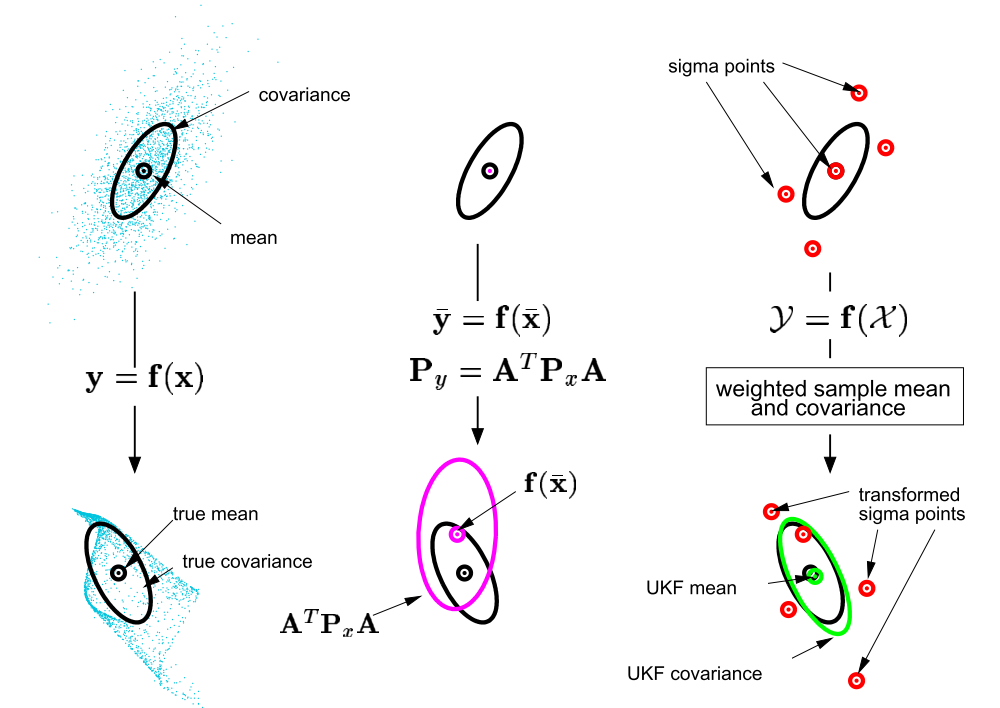 covariance
mean
y = f(x)
true mean
true covariance
ȳ = f(x̄)
P_y = A^T P_x A
f(x̄)
A^T P_x A
sigma points
𝒴 = f(𝒳)
weighted sample mean
and covariance
transformed
sigma points
UKF mean
UKF covariance